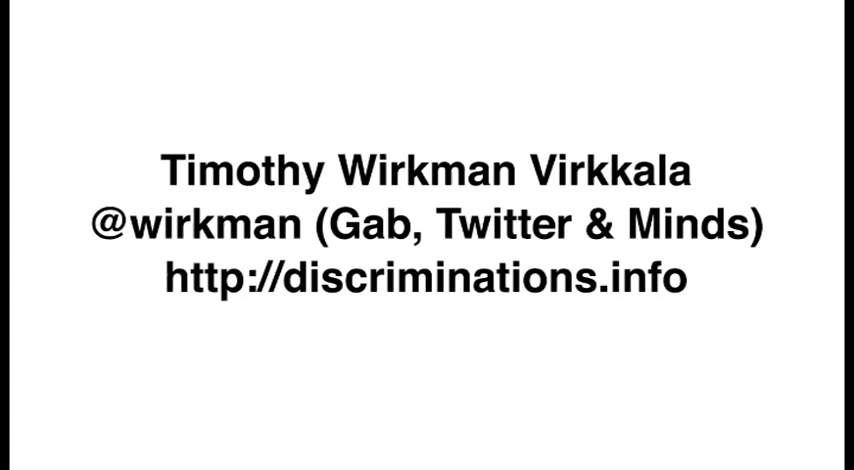 Timothy Wirkman Virkkala
@wirkman (Gab, Twitter & Minds)
http://discriminations.info